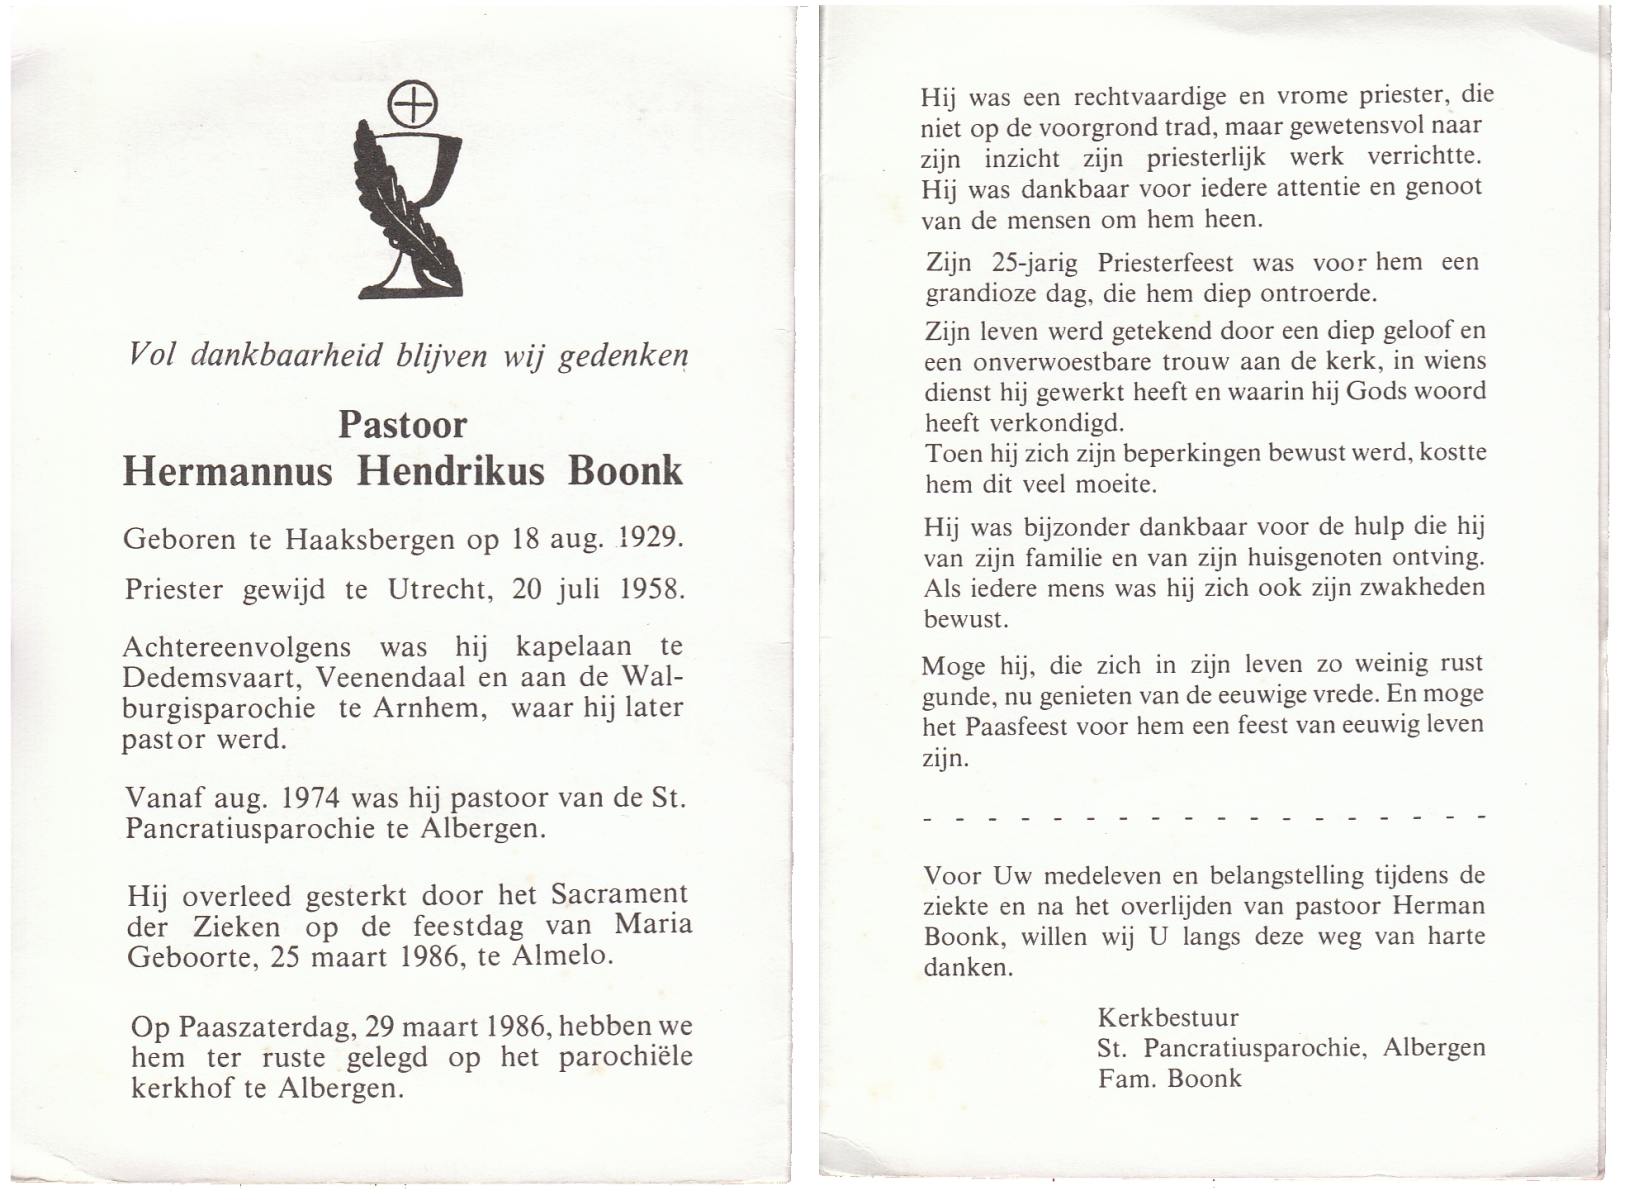 Vol dankbaarheid blijven wij gedenken
Pastoor
Hermannus Hendrikus Boonk
Geboren te Haaksbergen op 18 aug. 1929.
Priester gewijd te Utrecht, 20 juli 1958.
Achtereenvolgens was hij kapelaan te
Dedemsvaart, Veenendaal en aan de Wal-
burgisparochie te Arnhem, waar hij later
pastor werd.
Vanaf aug. 1974 was hij pastoor van de St.
Pancratiusparochie te Albergen.
Hij overleed gesterkt door het Sacrament
der Zieken op de feestdag van Maria
Geboorte, 25 maart 1986, te Almelo.
Op Paaszaterdag, 29 maart 1986, hebben we
hem ter ruste gelegd op het parochiële
kerkhof te Albergen.
Hij was een rechtvaardige en vrome priester, die
niet op de voorgrond trad, maar gewetensvol naar
zijn inzicht zijn priesterlijk werk verrichtte.
Hij was dankbaar voor iedere attentie en genoot
van de mensen om hem heen.
Zijn 25-jarig Priesterfeest was voor hem een
grandioze dag, die hem diep ontroerde.
Zijn leven werd getekend door een diep geloof en
een onverwoestbare trouw aan de kerk, in wiens
dienst hij gewerkt heeft en waarin hij Gods woord
heeft verkondigd.
Toen hij zich zijn beperkingen bewust werd, kostte
hem dit veel moeite.
Hij was bijzonder dankbaar voor de hulp die hij
van zijn familie en van zijn huisgenoten ontving.
Als iedere mens was hij zich ook zijn zwakheden
bewust.
Moge hij, die zich in zijn leven zo weinig rust
gunde, nu genieten van de eeuwige vrede. En moge
het Paasfeest voor hem een feest van eeuwig leven
zijn.
- - - - - - - - - - - - - - - - - -
Voor Uw medeleven en belangstelling tijdens de
ziekte en na het overlijden van pastoor Herman
Boonk, willen wij U langs deze weg van harte
danken.
Kerkbestuur
St. Pancratiusparochie, Albergen
Fam. Boonk